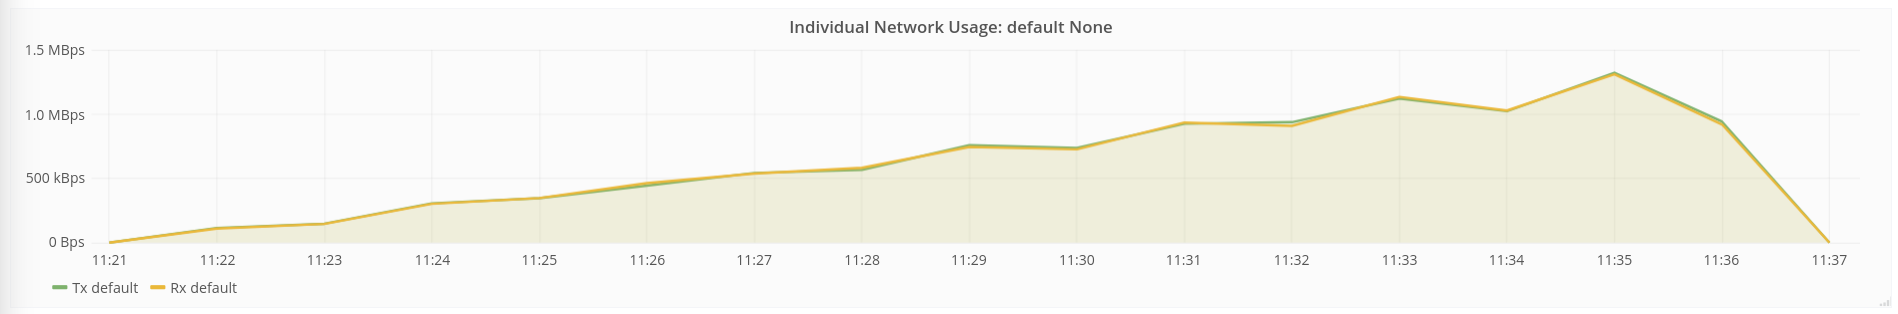 Individual Network Usage: default None
1.5 MBps
1.0 MBps
500 kBps
0 Bps
11:21 11:22 11:23 11:24 11:25 11:26 11:27 11:28 11:29 11:30 11:31 11:32 11:33 11:34 11:35 11:36 11:37
Tx default Rx default